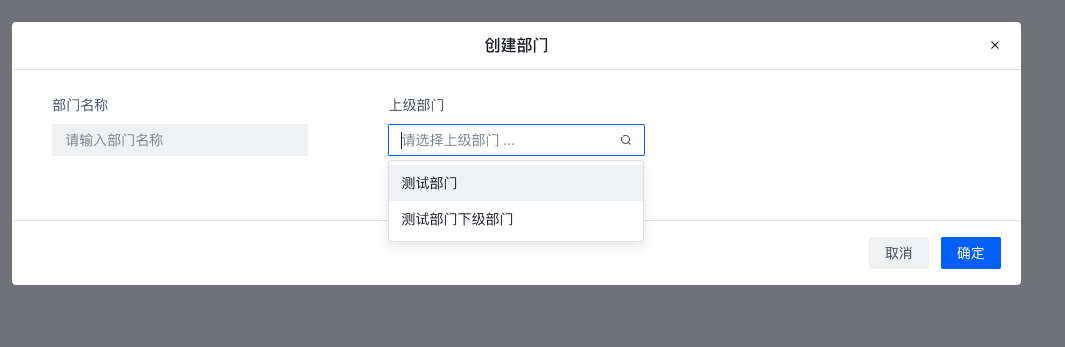 创建部门
部门名称
上级部门
请输入部门名称
请选择上级部门 ...
测试部门
测试部门下级部门
取消
确定